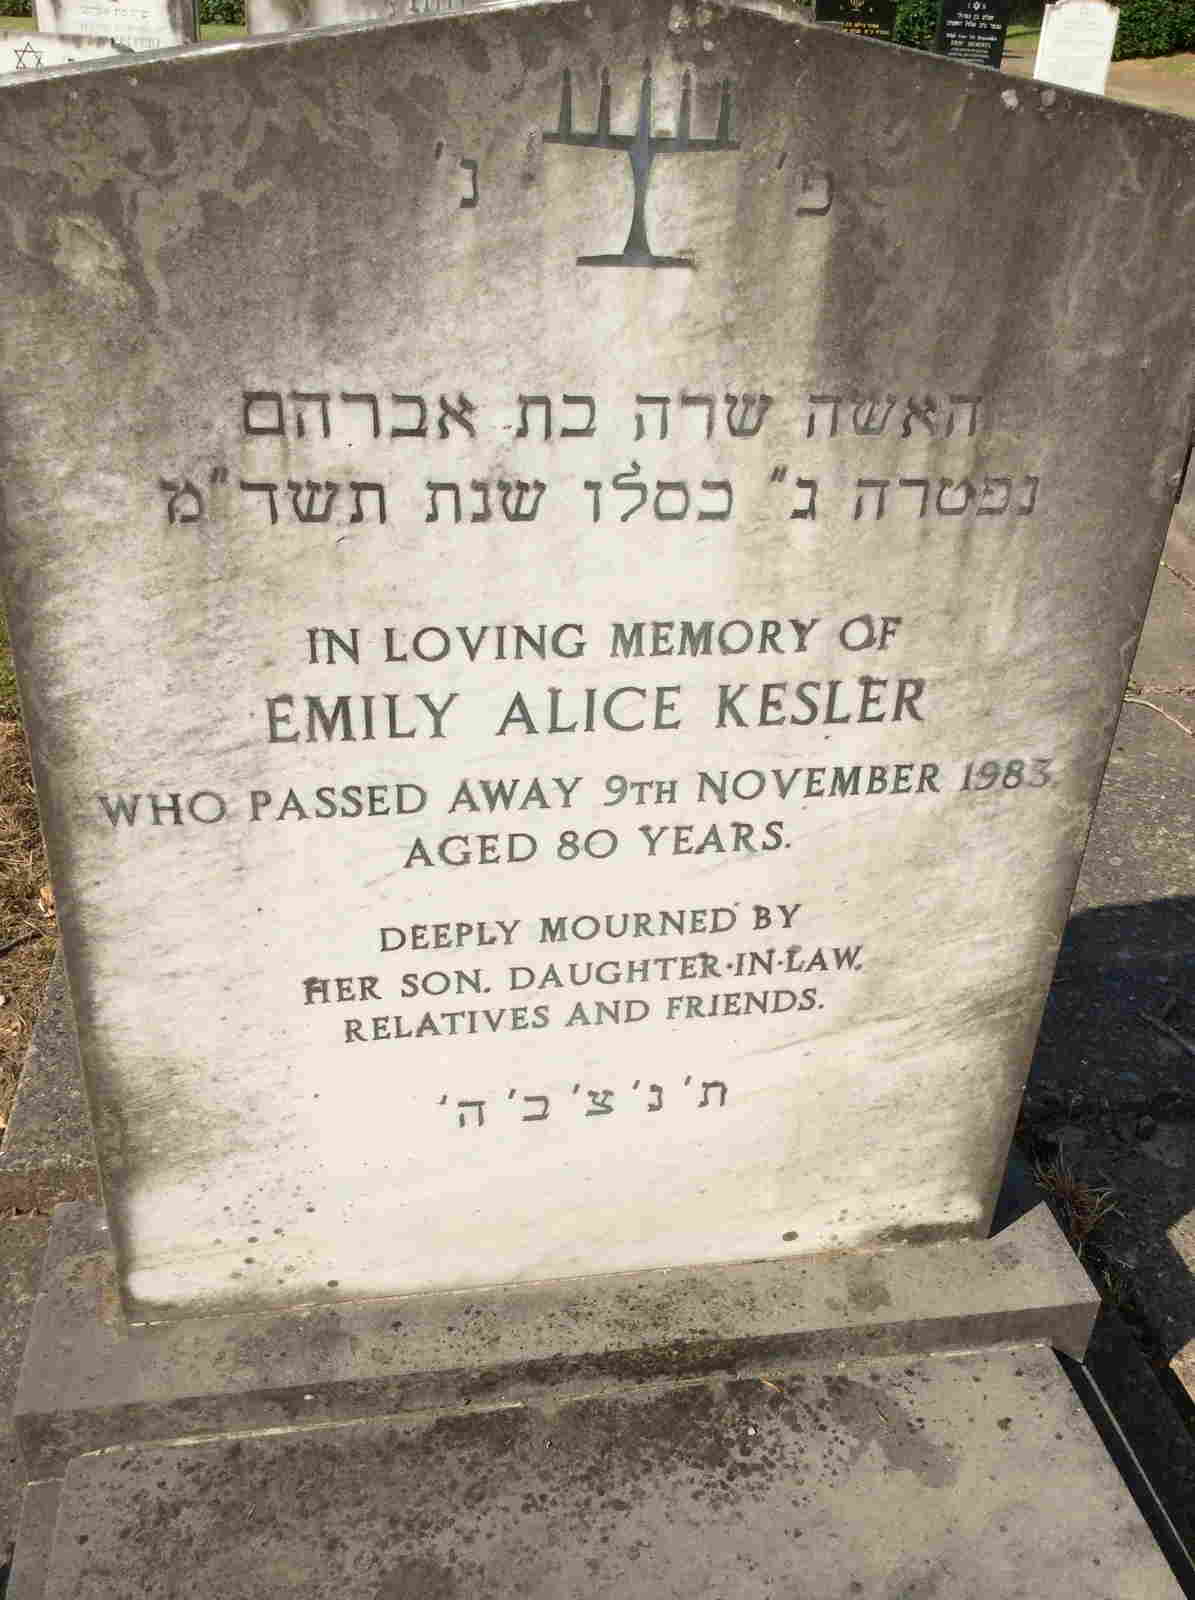 פ' נ'
האשה שרה בת אברהם
נפטרה ג" כסלו שנת תשד"מ
IN LOVING MEMORY OF
EMILY ALICE KESLER
WHO PASSED AWAY 9TH NOVEMBER 1983.
AGED 80 YEARS.
DEEPLY MOURNED BY
HER SON, DAUGHTER·IN·LAW,
RELATIVES AND FRIENDS.
ת' נ' צ' ב' ה'